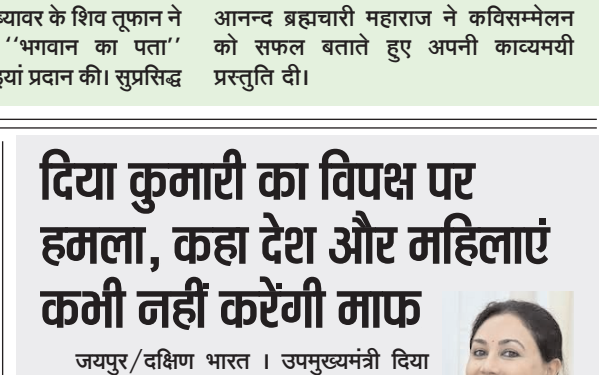 ब्यावर के शिव तूफान ने
‘‘भगवान का पता’’
प्रदान की। सुप्रसिद्ध
आनन्द ब्रह्मचारी महाराज ने कविसम्मेलन
को सफल बताते हुए अपनी काव्यमयी
प्रस्तुति दी।
दिया कुमारी का विपक्ष पर
हमला, कहा देश और महिलाएं
कभी नहीं करेंगी माफ
जयपुर/दक्षिण भारत । उपमुख्यमंत्री दिया